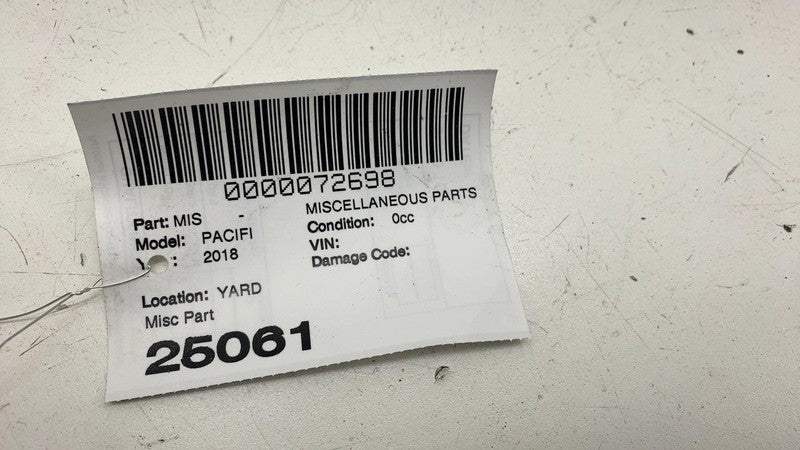 0000072698
Part: MIS - MISCELLANEOUS PARTS
Model: PACIFI Condition: 0cc
Y : 2018 VIN:
Damage Code:
Location: YARD
Misc Part
25061